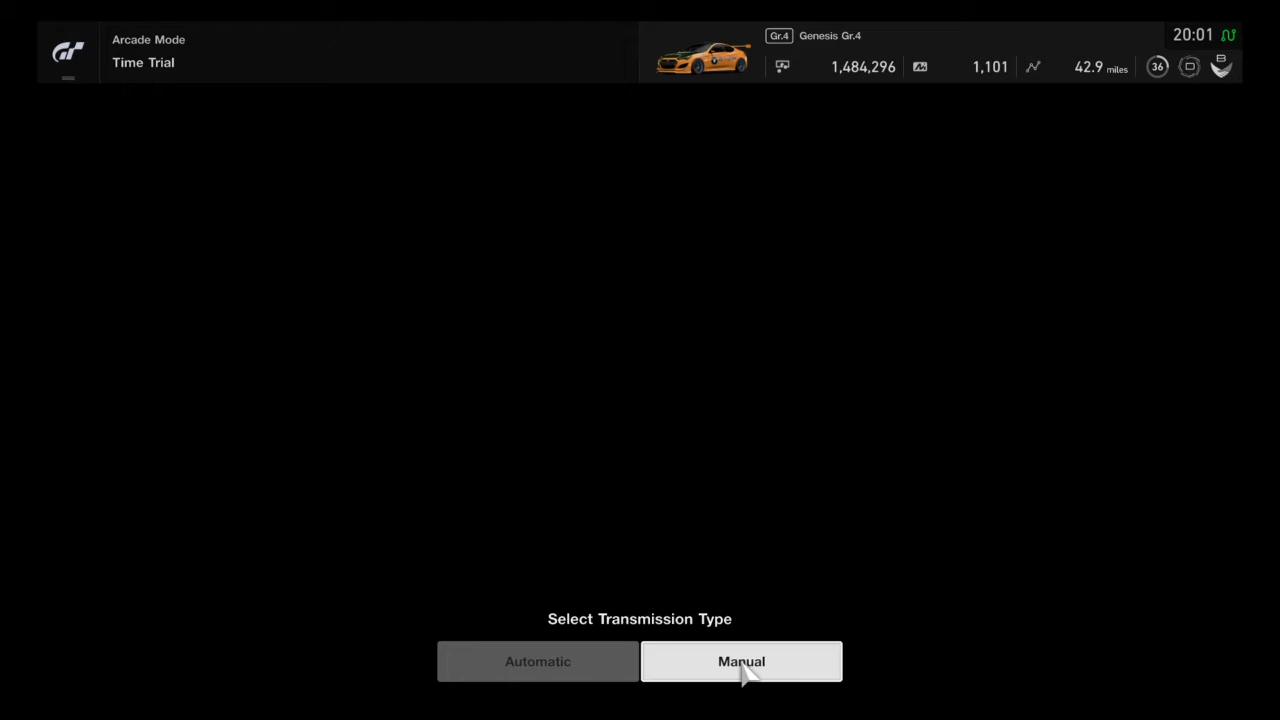 Arcade Mode
Time Trial
Gr.4 Genesis Gr.4
20:01
1,484,296
1,101
42.9 miles
36
B
Select Transmission Type
Automatic
Manual